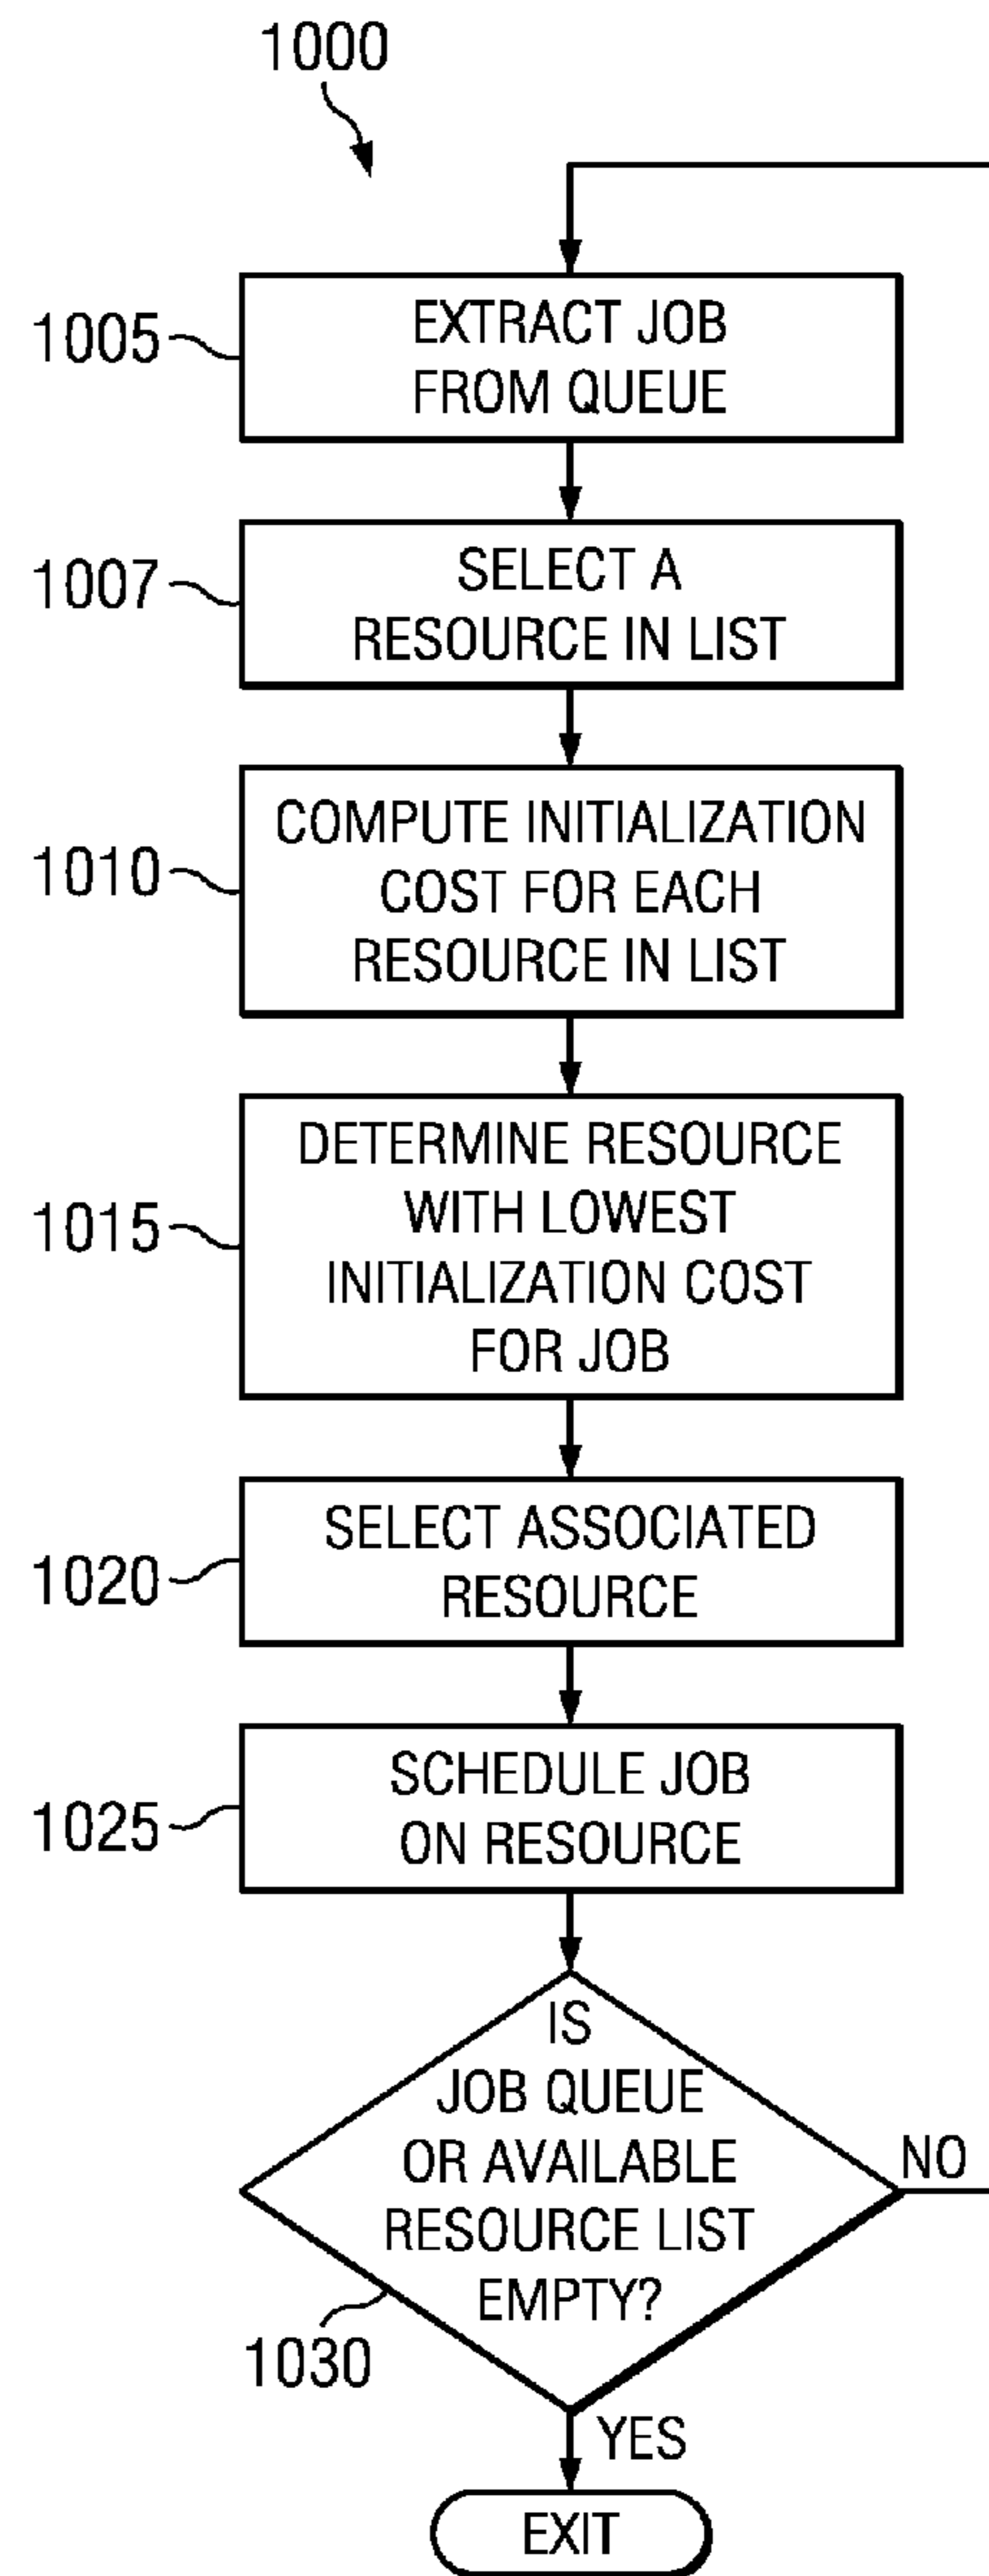 1000
1005
EXTRACT JOB
FROM QUEUE
1007
SELECT A
RESOURCE IN LIST
1010
COMPUTE INITIALIZATION
COST FOR EACH
RESOURCE IN LIST
1015
DETERMINE RESOURCE
WITH LOWEST
INITIALIZATION COST
FOR JOB
1020
SELECT ASSOCIATED
RESOURCE
1025
SCHEDULE JOB
ON RESOURCE
IS
JOB QUEUE
OR AVAILABLE
RESOURCE LIST
EMPTY?
NO
1030
YES
EXIT